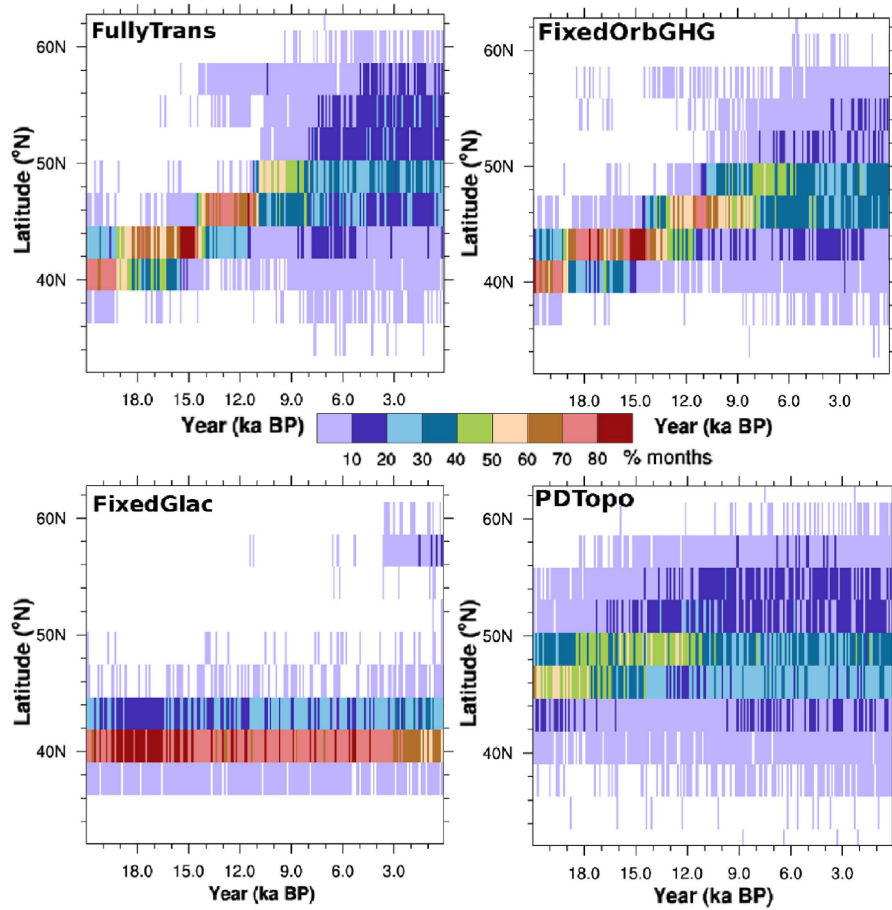 FullyTrans
60N
50N
40N
Latitude (°N)
18.0 15.0 12.0 9.0 6.0 3.0
Year (ka BP)
FixedOrbGHG
60N
50N
40N
Latitude (°N)
18.0 15.0 12.0 9.0 6.0 3.0
Year (ka BP)
10 20 30 40 50 60 70 80 % months
FixedGlac
60N
50N
40N
Latitude (°N)
18.0 15.0 12.0 9.0 6.0 3.0
Year (ka BP)
PDTopo
60N
50N
40N
Latitude (°N)
18.0 15.0 12.0 9.0 6.0 3.0
Year (ka BP)